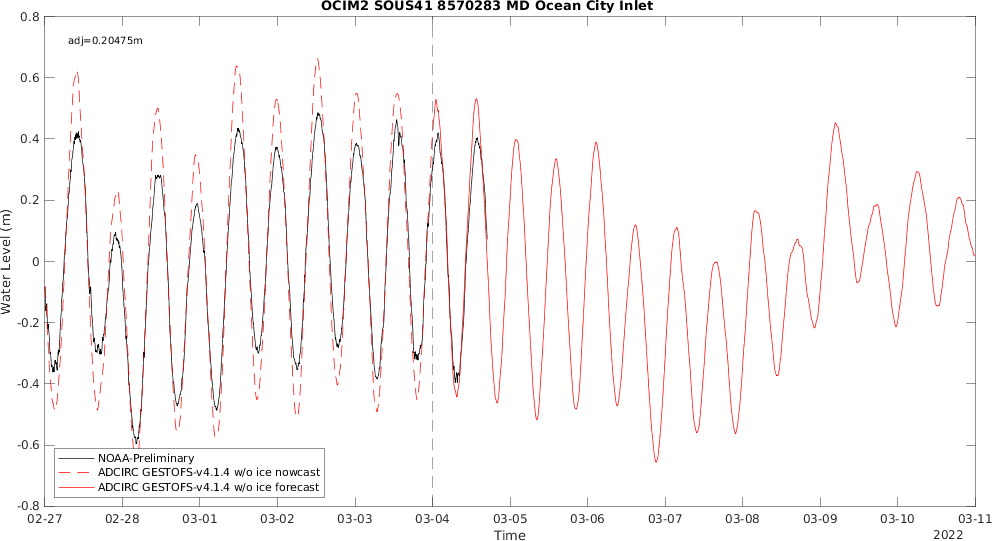 OCIM2 SOUS41 8570283 MD Ocean City Inlet
adj=0.20475m
0.8
0.6
0.4
0.2
0
-0.2
-0.4
-0.6
-0.8
Water Level (m)
NOAA-Preliminary
ADCIRC GESTOFS-v4.1.4 w/o ice nowcast
ADCIRC GESTOFS-v4.1.4 w/o ice forecast
02-27 02-28 03-01 03-02 03-03 03-04 03-05 03-06 03-07 03-08 03-09 03-10 03-11
Time
2022